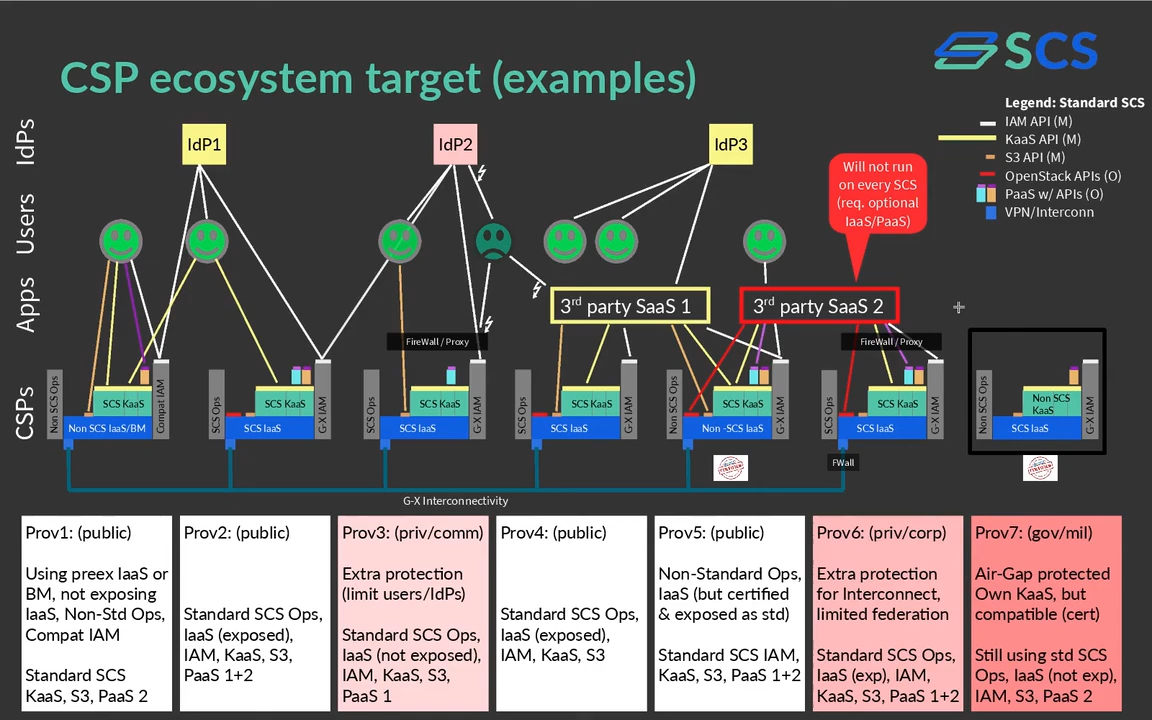 SCS
CSP ecosystem target (examples)
Legend: Standard SCS
IAM API (M)
KaaS API (M)
S3 API (M)
OpenStack APIs (O)
PaaS w/ APIs (O)
VPN/Interconn
IdPs
Users
Apps
CSPs
IdP1
IdP2
IdP3
Will not run
on every SCS
(req. optional
IaaS/PaaS)
3rd party SaaS 1
3rd party SaaS 2
FireWall / Proxy
FireWall / Proxy
Non SCS Ops
SCS KaaS
Non SCS IaaS/BM
Compat IAM
SCS Ops
SCS KaaS
SCS IaaS
G-X IAM
SCS Ops
SCS KaaS
SCS IaaS
G-X IAM
SCS Ops
SCS KaaS
SCS IaaS
G-X IAM
Non SCS Ops
SCS KaaS
Non -SCS IaaS
G-X IAM
SCS Ops
SCS KaaS
SCS IaaS
G-X IAM
Non SCS Ops
Non SCS
KaaS
SCS IaaS
G-X IAM
FWall
G-X Interconnectivity
Prov1: (public)
Using preex IaaS or
BM, not exposing
IaaS, Non-Std Ops,
Compat IAM
Standard SCS
KaaS, S3, PaaS 2
Prov2: (public)
Standard SCS Ops,
IaaS (exposed),
IAM, KaaS, S3,
PaaS 1+2
Prov3: (priv/comm)
Extra protection
(limit users/IdPs)
Standard SCS Ops,
IaaS (not exposed),
IAM, KaaS, S3,
PaaS 1
Prov4: (public)
Standard SCS Ops,
IaaS (exposed),
IAM, KaaS, S3
Prov5: (public)
Non-Standard Ops,
IaaS (but certified
& exposed as std)
Standard SCS IAM,
KaaS, S3, PaaS 1+2
Prov6: (priv/corp)
Extra protection
for Interconnect,
limited federation
Standard SCS Ops,
IaaS (exp), IAM,
KaaS, S3, PaaS 1+2
Prov7: (gov/mil)
Air-Gap protected
Own KaaS, but
compatible (cert)
Still using std SCS
Ops, IaaS (not exp),
IAM, S3, PaaS 2